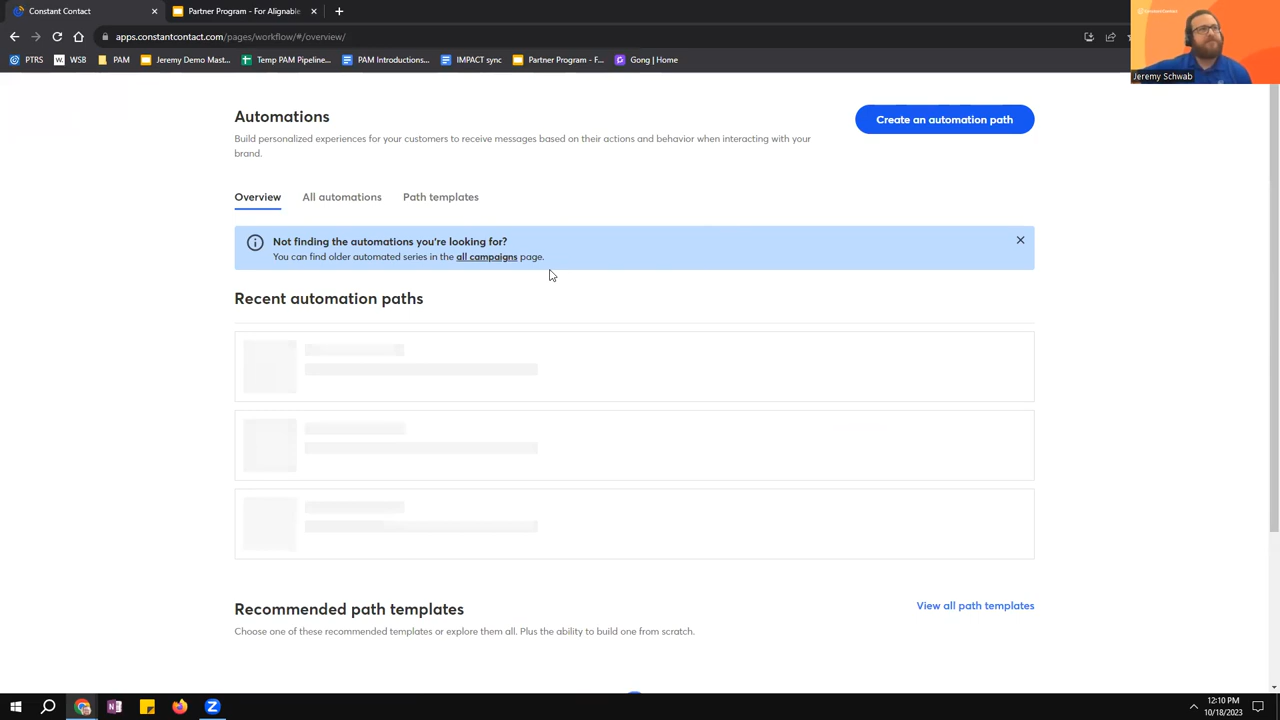 Constant Contact
Partner Program - For Alignable
apps.constantcontact.com/pages/workflow/#/overview/
PTRS
WSB
PAM
Jeremy Demo Mast...
Temp PAM Pipeline...
PAM Introductions...
IMPACT sync
Partner Program - F...
Gong | Home
Constant Contact
Jeremy Schwab
Automations
Create an automation path
Build personalized experiences for your customers to receive messages based on their actions and behavior when interacting with your
brand.
Overview
All automations
Path templates
Not finding the automations you're looking for?
You can find older automated series in the all campaigns page.
Recent automation paths
Recommended path templates
View all path templates
Choose one of these recommended templates or explore them all. Plus the ability to build one from scratch.
12:10 PM
10/18/2023